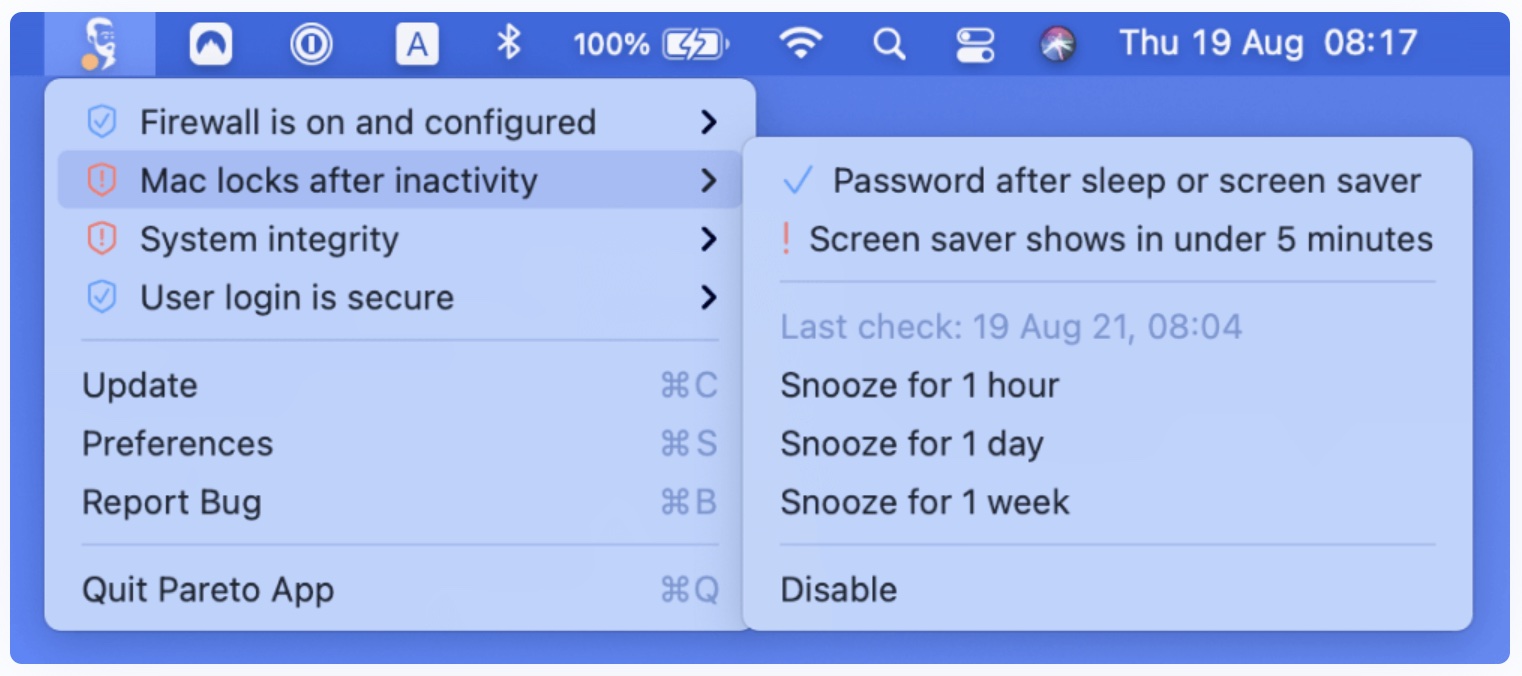 A 100% Thu 19 Aug 08:17
Firewall is on and configured
Mac locks after inactivity
System integrity
User login is secure
Update ⌘C
Preferences ⌘S
Report Bug ⌘B
Quit Pareto App ⌘Q
Password after sleep or screen saver
! Screen saver shows in under 5 minutes
Last check: 19 Aug 21, 08:04
Snooze for 1 hour
Snooze for 1 day
Snooze for 1 week
Disable